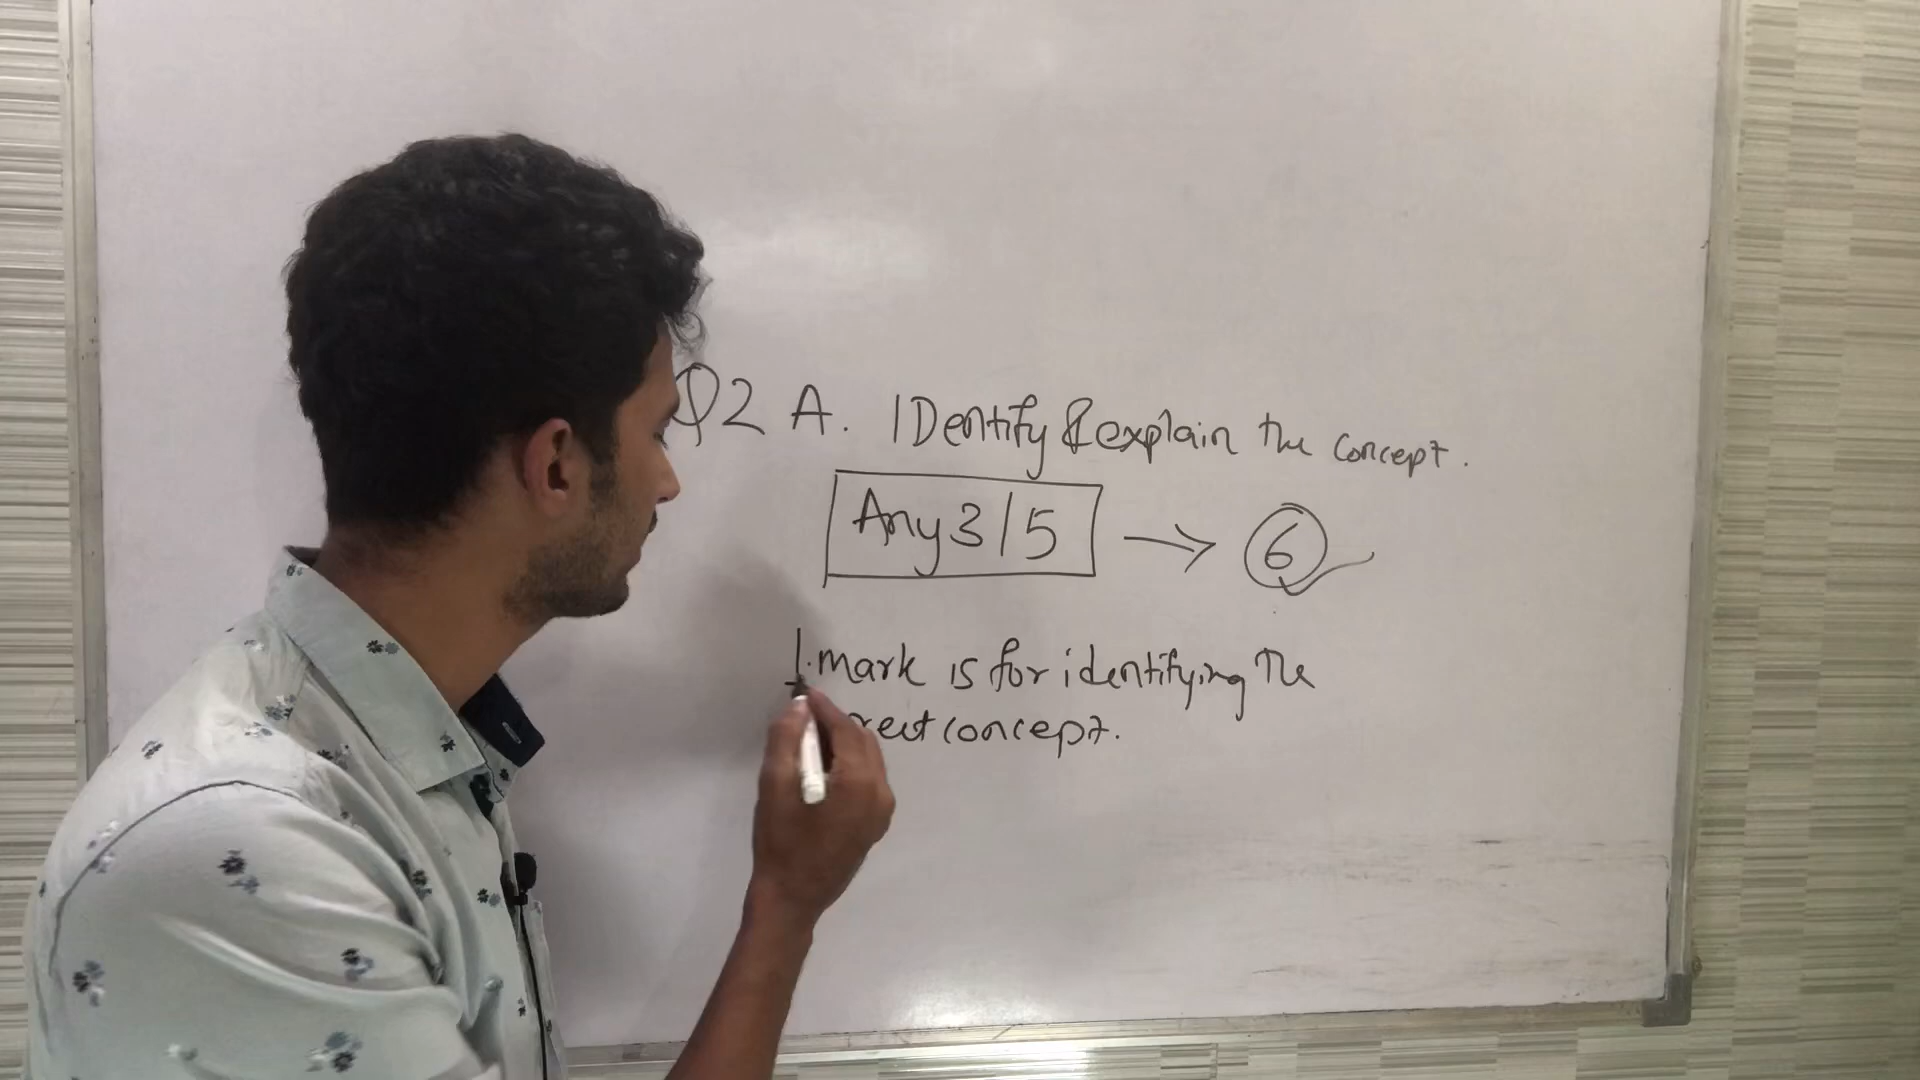 Q2 A. IDentify & explain the concept.
Any 3/5 → 6
1 mark is for identifying The
concept.